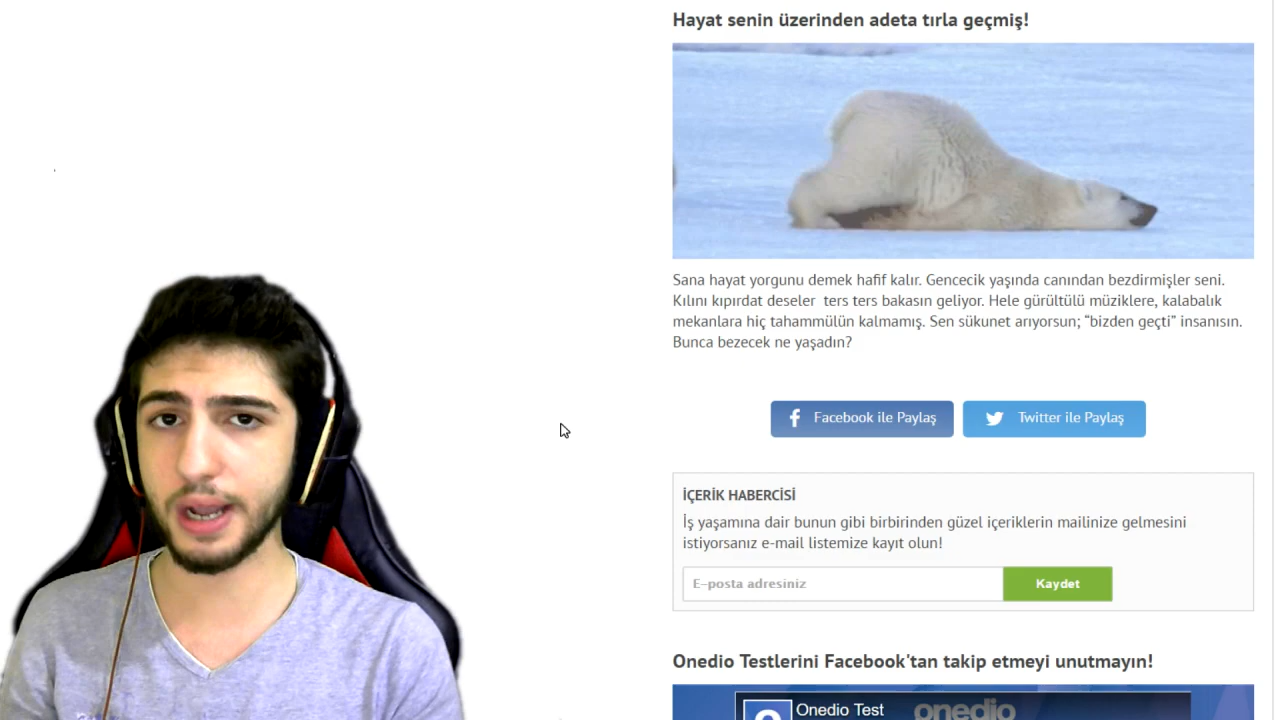 Hayat senin üzerinden adeta tırla geçmiş!
Sana hayat yorgunu demek hafif kalır. Gencecik yaşında canından bezdirmişler seni.
Kılını kıpırdat deseler  ters ters bakasın geliyor. Hele gürültülü müziklere, kalabalık
mekanlara hiç tahammülün kalmamış. Sen sükunet arıyorsun; “bizden geçti” insanısın.
Bunca bezecek ne yaşadın?
Facebook ile Paylaş
Twitter ile Paylaş
İÇERİK HABERCİSİ
İş yaşamına dair bunun gibi birbirinden güzel içeriklerin mailinize gelmesini
istiyorsanız e-mail listemize kayıt olun!
E-posta adresiniz
Kaydet
Onedio Testlerini Facebook'tan takip etmeyi unutmayın!
Onedio Test
onedio